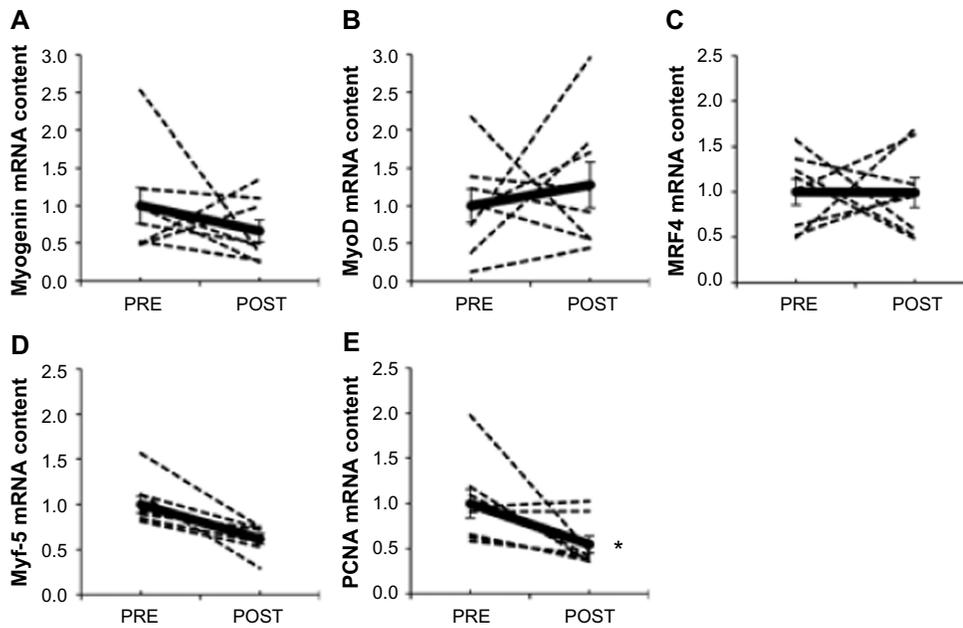 A
Myogenin mRNA content
3.0
2.5
2.0
1.5
1.0
0.5
0.0
PRE POST
B
MyoD mRNA content
3.0
2.5
2.0
1.5
1.0
0.5
0.0
PRE POST
C
MRF4 mRNA content
2.5
2.0
1.5
1.0
0.5
0.0
PRE POST
D
Myf-5 mRNA content
2.5
2.0
1.5
1.0
0.5
0.0
PRE POST
E
PCNA mRNA content
2.5
2.0
1.5
1.0
0.5
0.0
*
PRE POST